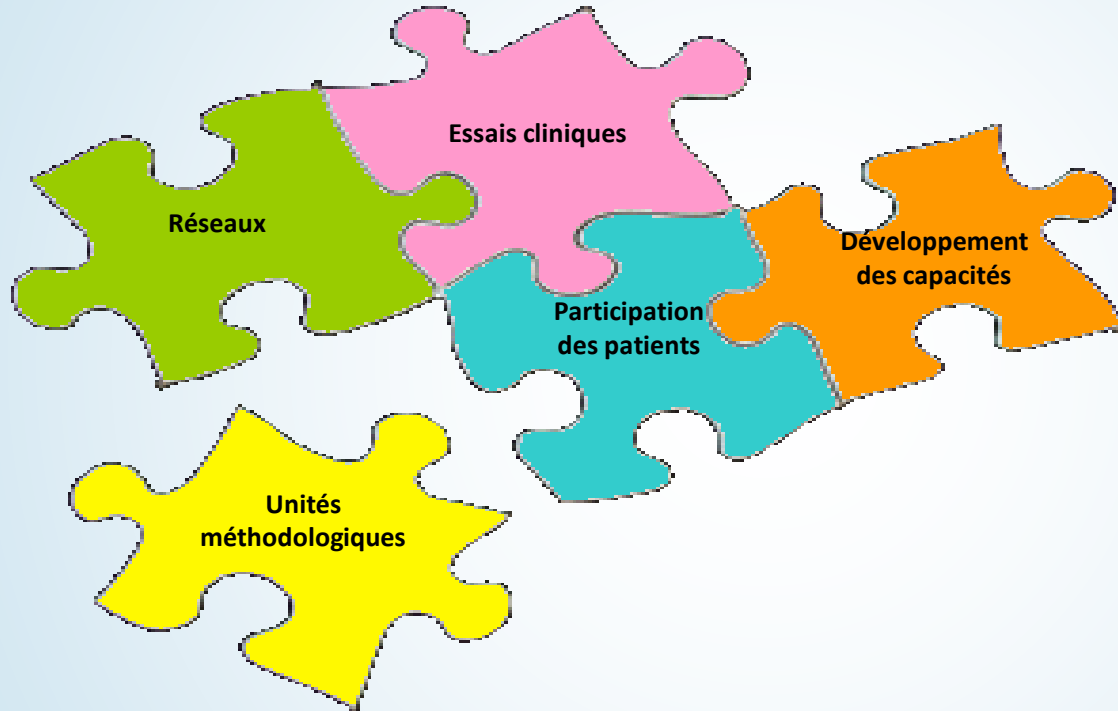 Essais cliniques
Réseaux
Développement
des capacités
Participation
des patients
Unités
méthodologiques